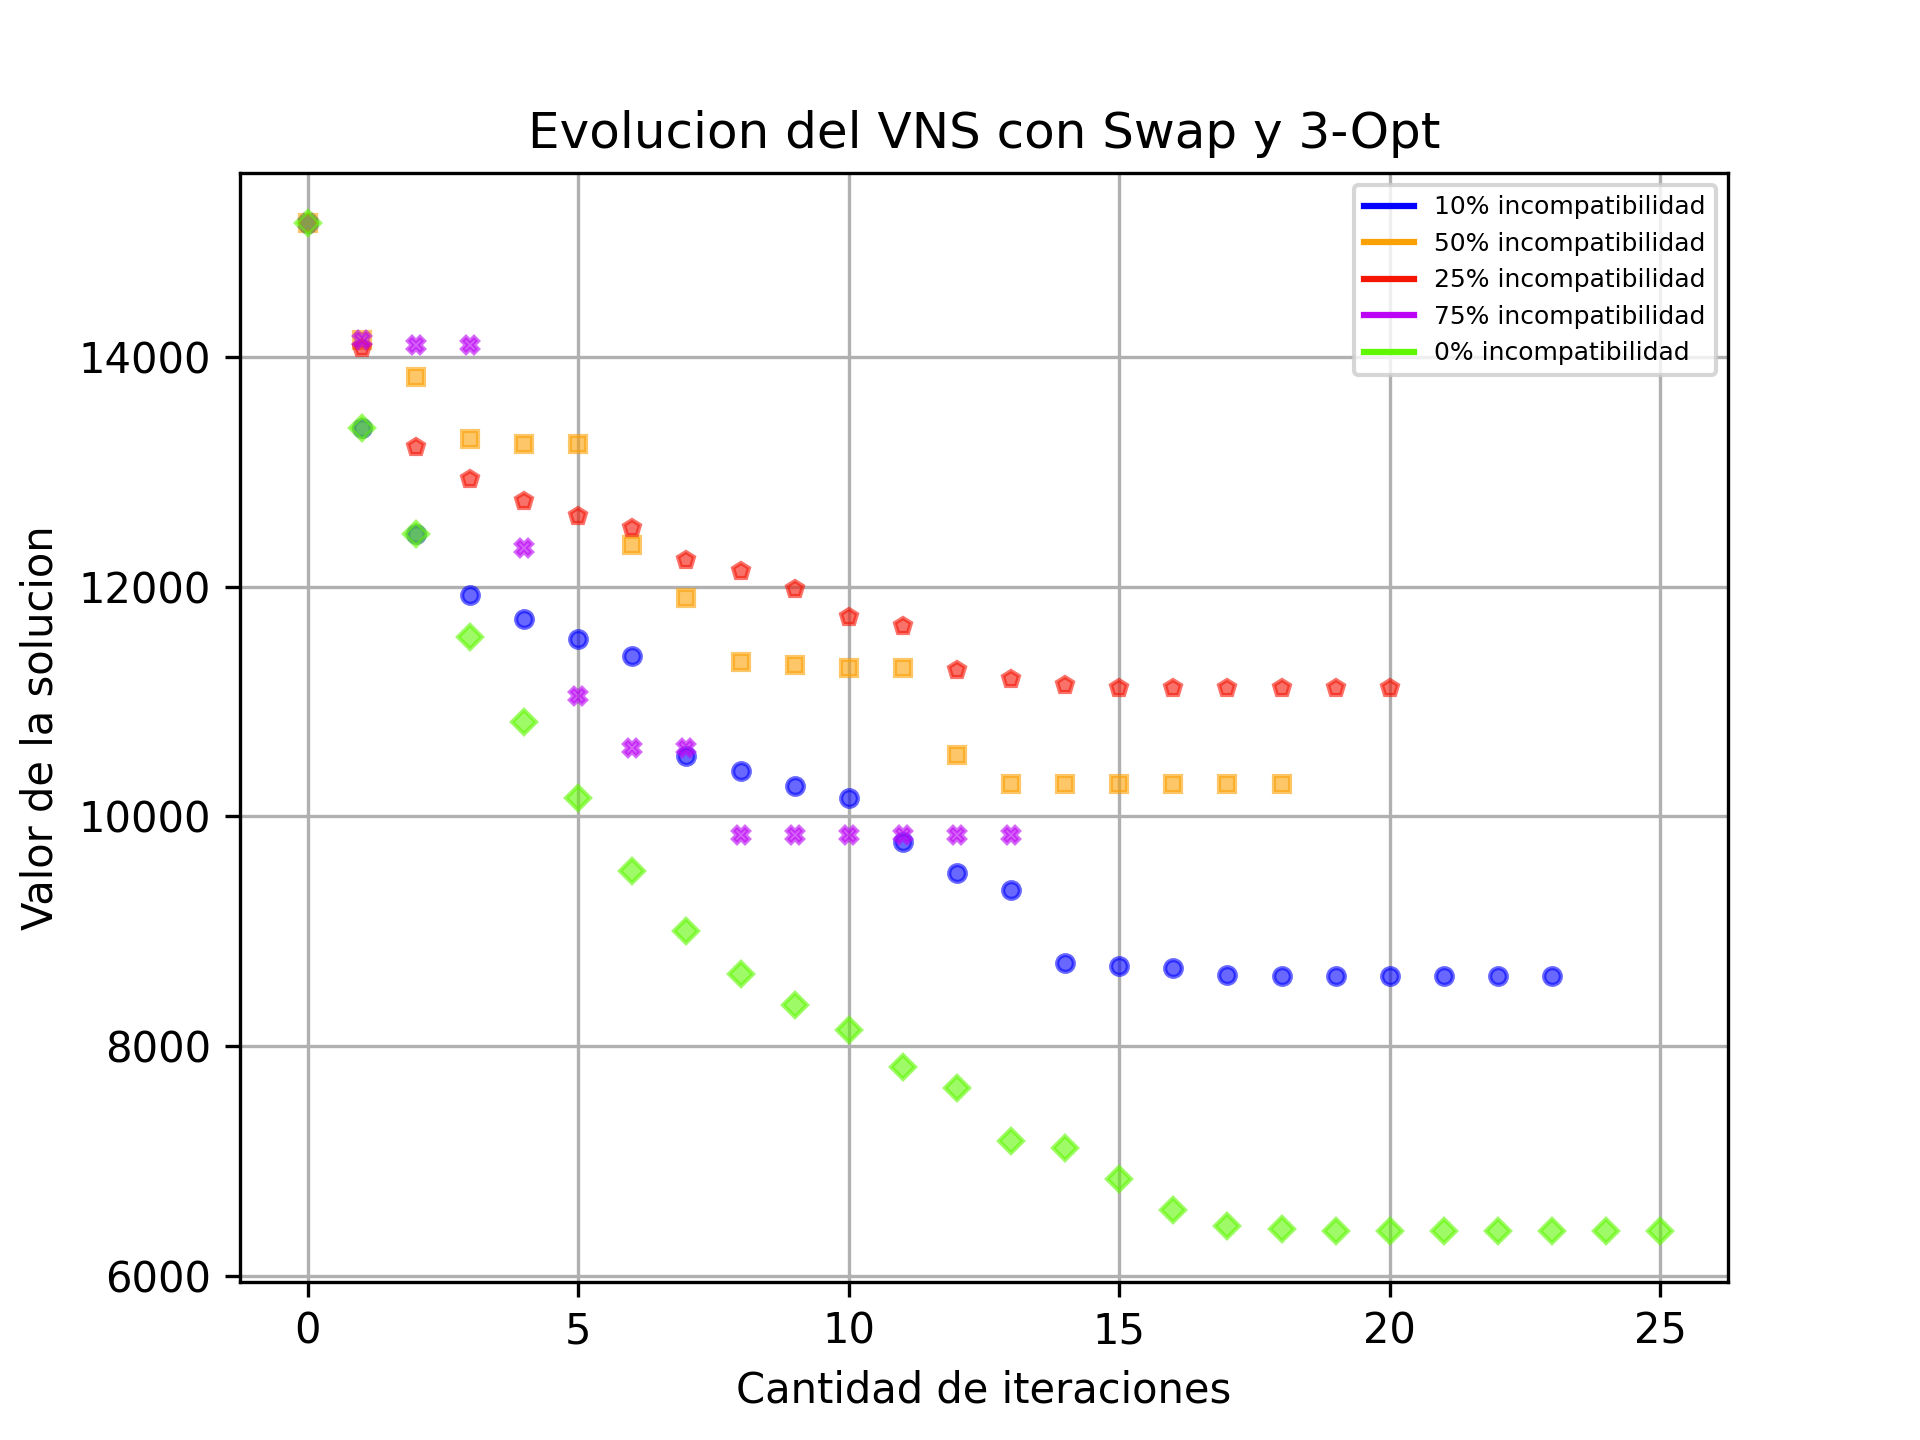 Evolucion del VNS con Swap y 3-Opt
10% incompatibilidad
50% incompatibilidad
25% incompatibilidad
75% incompatibilidad
0% incompatibilidad
Valor de la solucion
14000
12000
10000
8000
6000
0 5 10 15 20 25
Cantidad de iteraciones